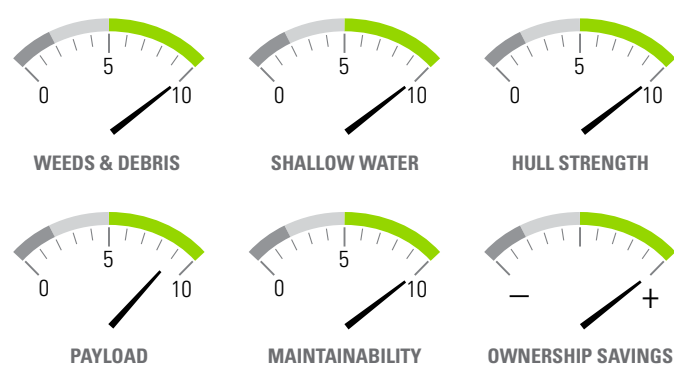 5 5 5
0 10 0 10 0 10
WEEDS & DEBRIS SHALLOW WATER HULL STRENGTH
5 5
0 10 0 10 – +
PAYLOAD MAINTAINABILITY OWNERSHIP SAVINGS